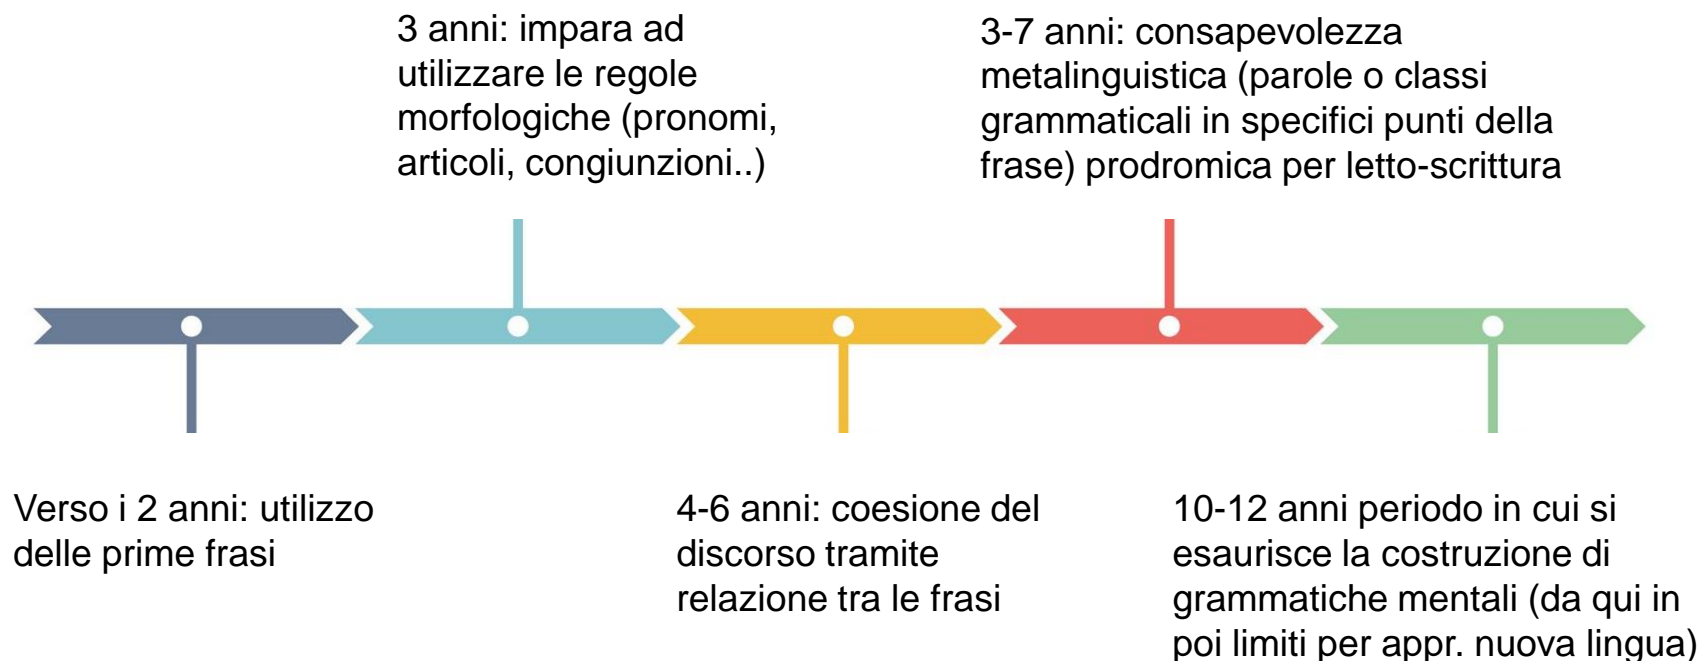 3 anni: impara ad
utilizzare le regole
morfologiche (pronomi,
articoli, congiunzioni..)
3-7 anni: consapevolezza
metalinguistica (parole o classi
grammaticali in specifici punti della
frase) prodromica per letto-scrittura
Verso i 2 anni: utilizzo
delle prime frasi
4-6 anni: coesione del
discorso tramite
relazione tra le frasi
10-12 anni periodo in cui si
esaurisce la costruzione di
grammatiche mentali (da qui in
poi limiti per appr. nuova lingua)